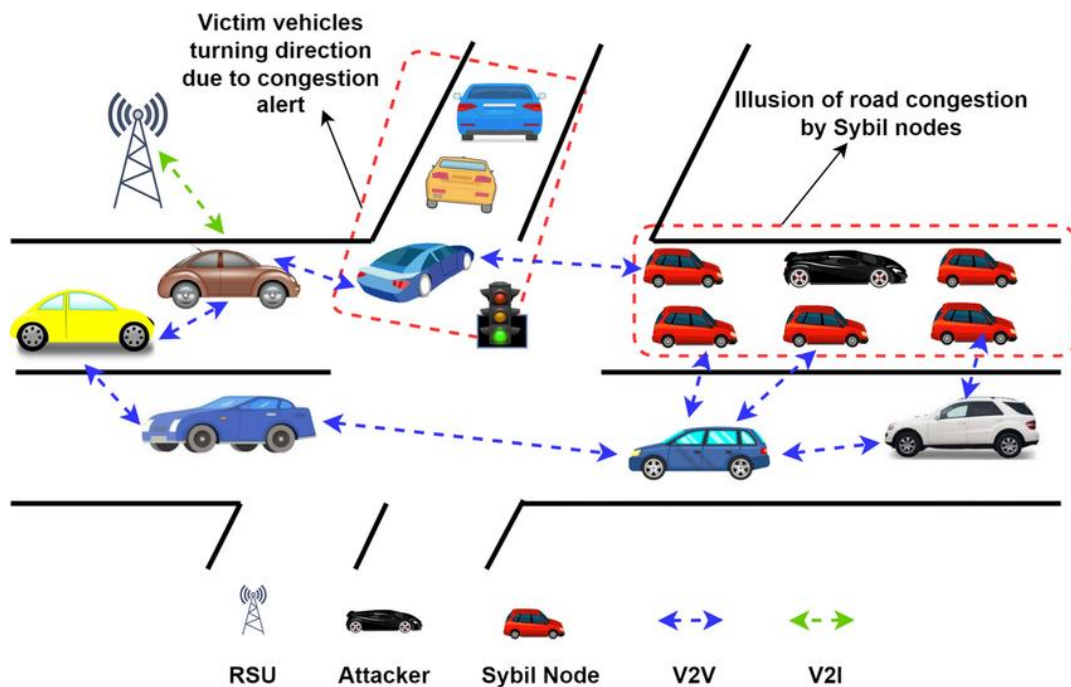 Victim vehicles
turning direction
due to congestion
alert
Illusion of road congestion
by Sybil nodes
RSU
Attacker
Sybil Node
V2V
V2I